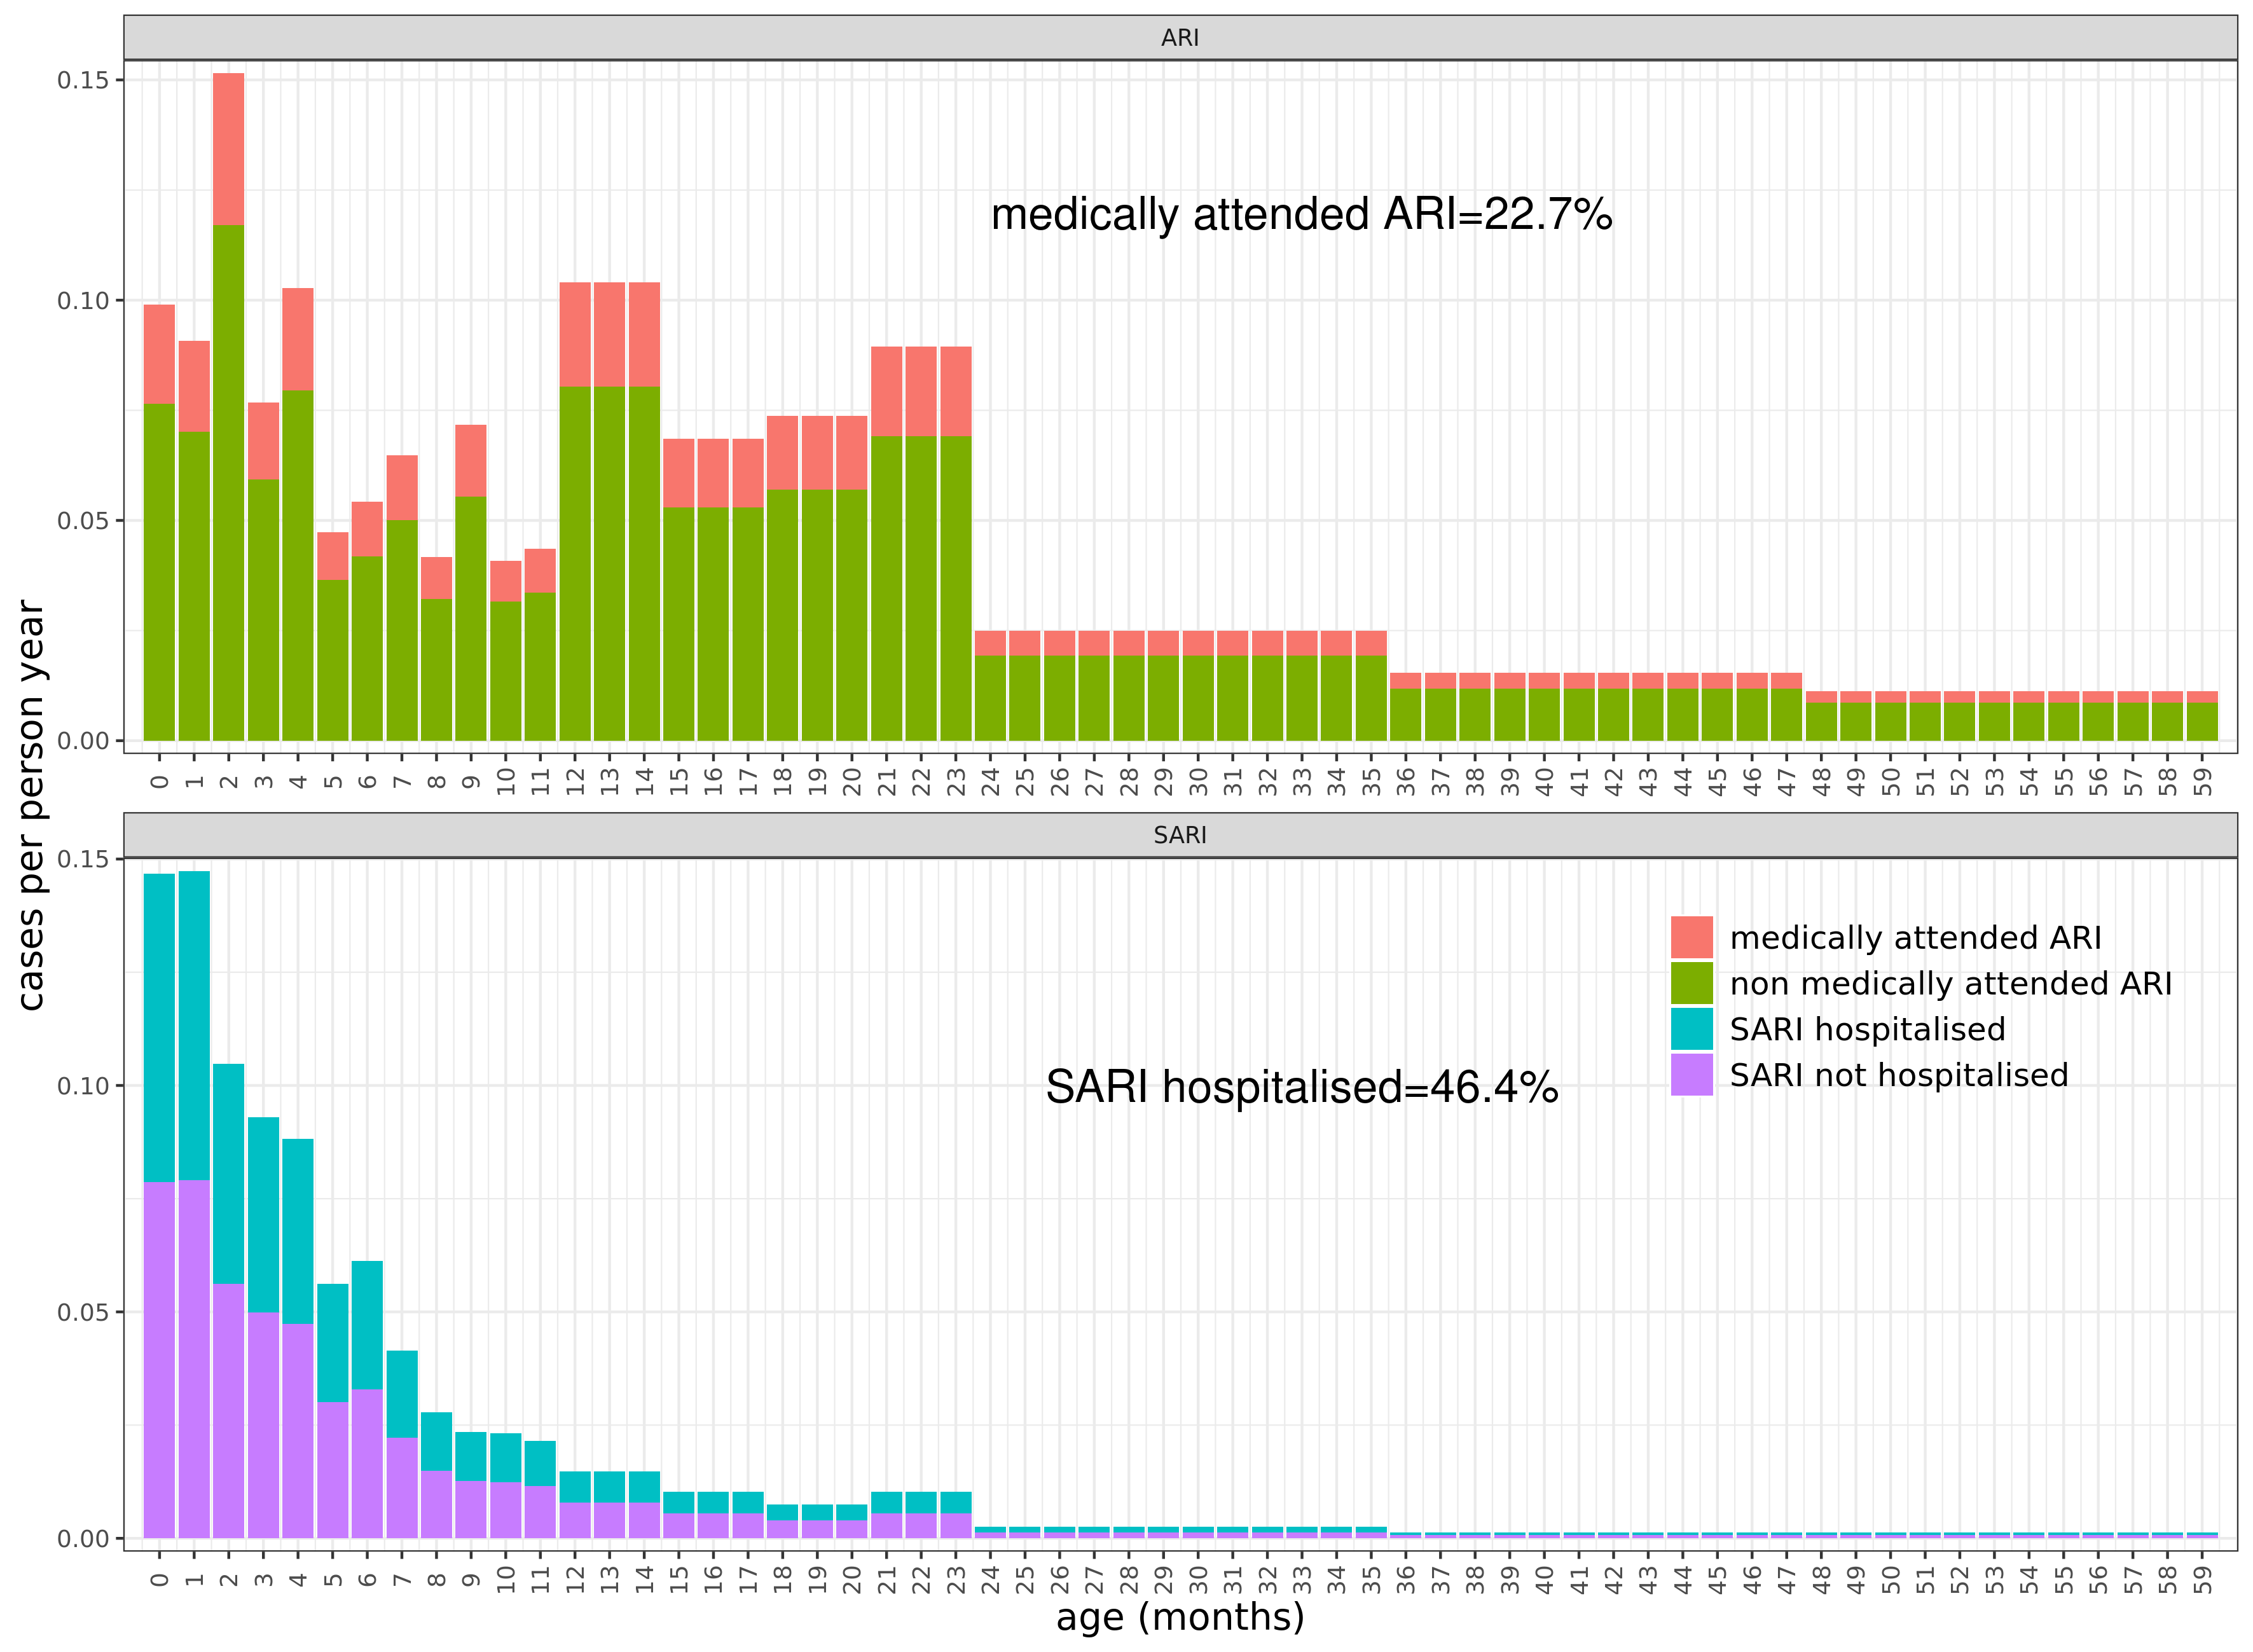 ARI
0.15
0.10
0.05
0.00
medically attended ARI=22.7%
0 1 2 3 4 5 6 7 8 9 10 11 12 13 14 15 16 17 18 19 20 21 22 23 24 25 26 27 28 29 30 31 32 33 34 35 36 37 38 39 40 41 42 43 44 45 46 47 48 49 50 51 52 53 54 55 56 57 58 59
cases per person year
SARI
0.15
0.10
0.05
0.00
medically attended ARI
non medically attended ARI
SARI hospitalised
SARI not hospitalised
SARI hospitalised=46.4%
0 1 2 3 4 5 6 7 8 9 10 11 12 13 14 15 16 17 18 19 20 21 22 23 24 25 26 27 28 29 30 31 32 33 34 35 36 37 38 39 40 41 42 43 44 45 46 47 48 49 50 51 52 53 54 55 56 57 58 59
age (months)